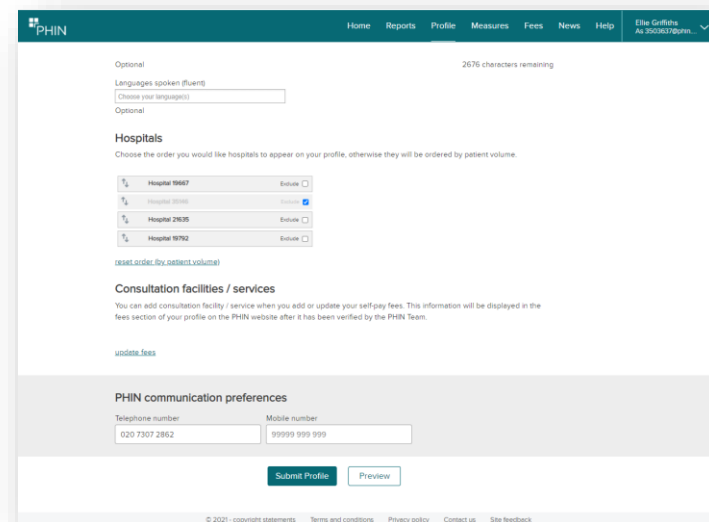 PHIN
Home Reports Profile Measures Fees News Help
Ellie Griffiths
As 3503637@phin...
Optional
2676 characters remaining
Languages spoken (fluent)
Choose your language(s)
Optional
Hospitals
Choose the order you would like hospitals to appear on your profile, otherwise they will be ordered by patient volume.
Hospital 19667 Exclude
Hospital Exclude
Hospital 21635 Exclude
Hospital 19792 Exclude
reset order (by patient volume)
Consultation facilities / services
You can add consultation facility / service when you add or update your self-pay fees. This information will be displayed in the
fees section of your profile on the PHIN website after it has been verified by the PHIN Team.
update fees
PHIN communication preferences
Telephone number Mobile number
020 7307 2862 99999 999 999
Submit Profile Preview
© 2021 - copyright statements Terms and conditions Privacy policy Contact us Site feedback